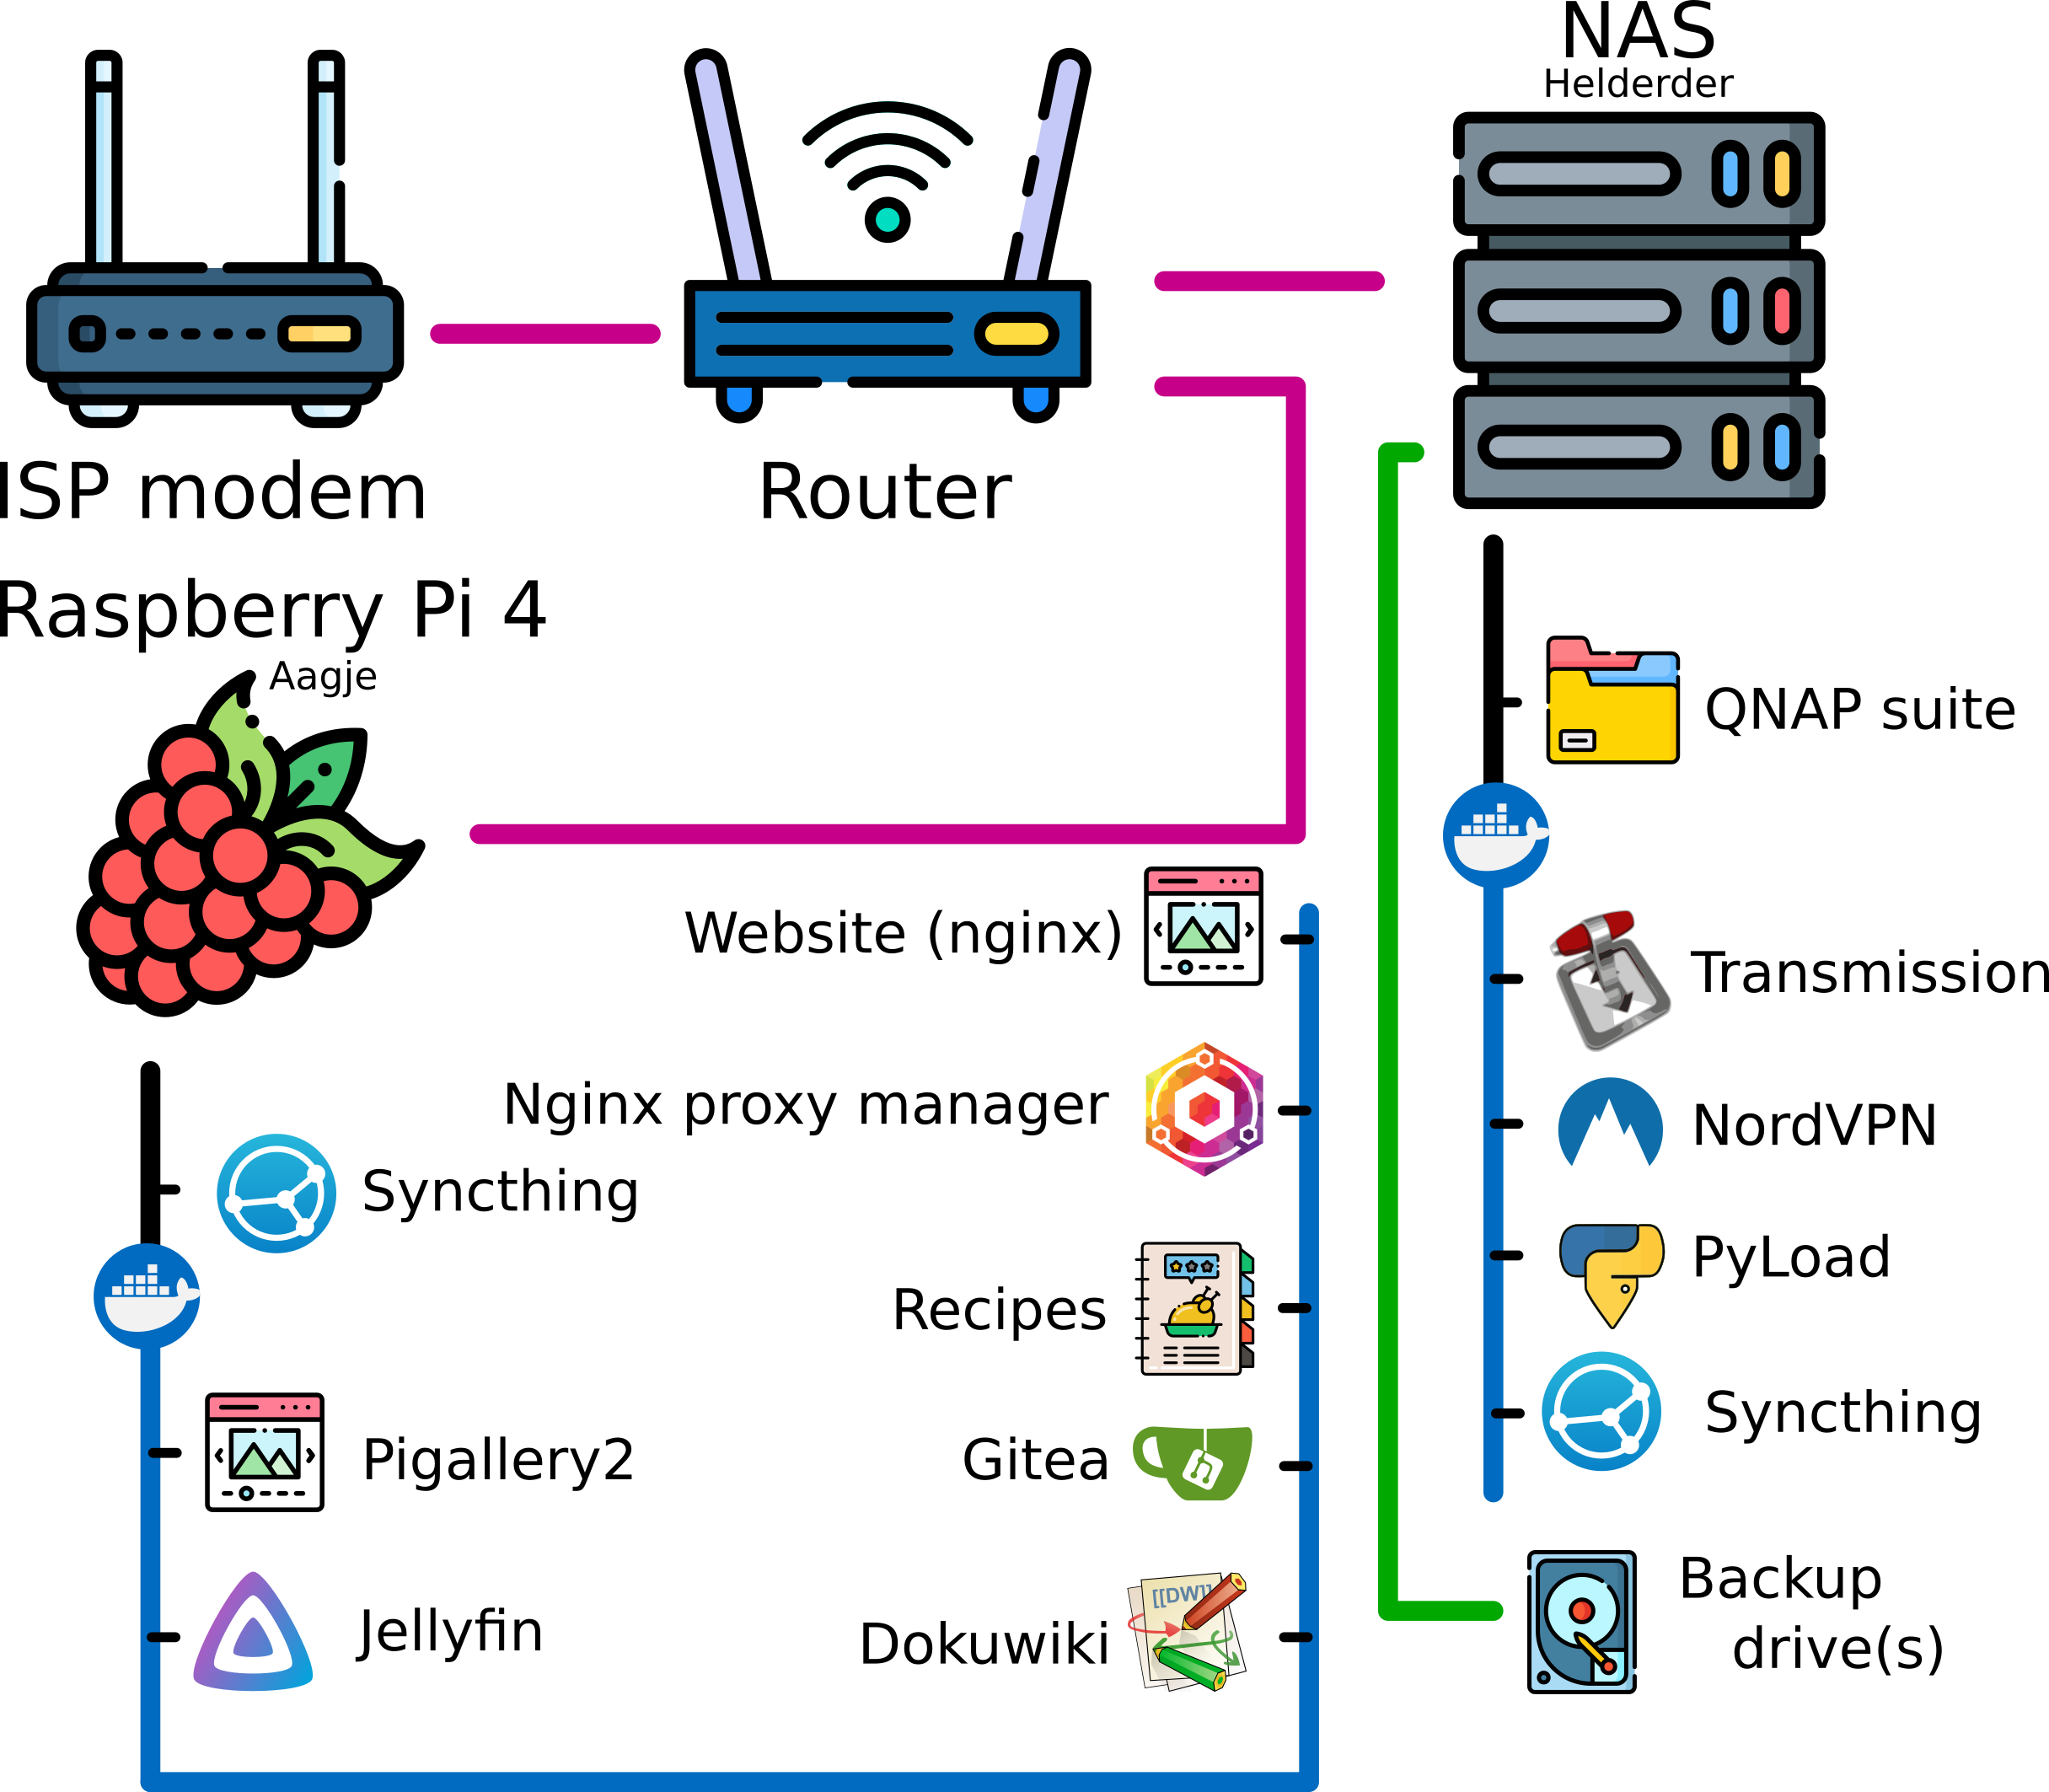 NAS
Helderder
ISP modem
Router
Raspberry Pi 4
Aagje
QNAP suite
Website (nginx)
Transmission
Nginx proxy manager
NordVPN
Syncthing
PyLoad
Recipes
Syncthing
Pigallery2
Gitea
Backup
drive(s)
[[DW]]
Jellyfin
Dokuwiki